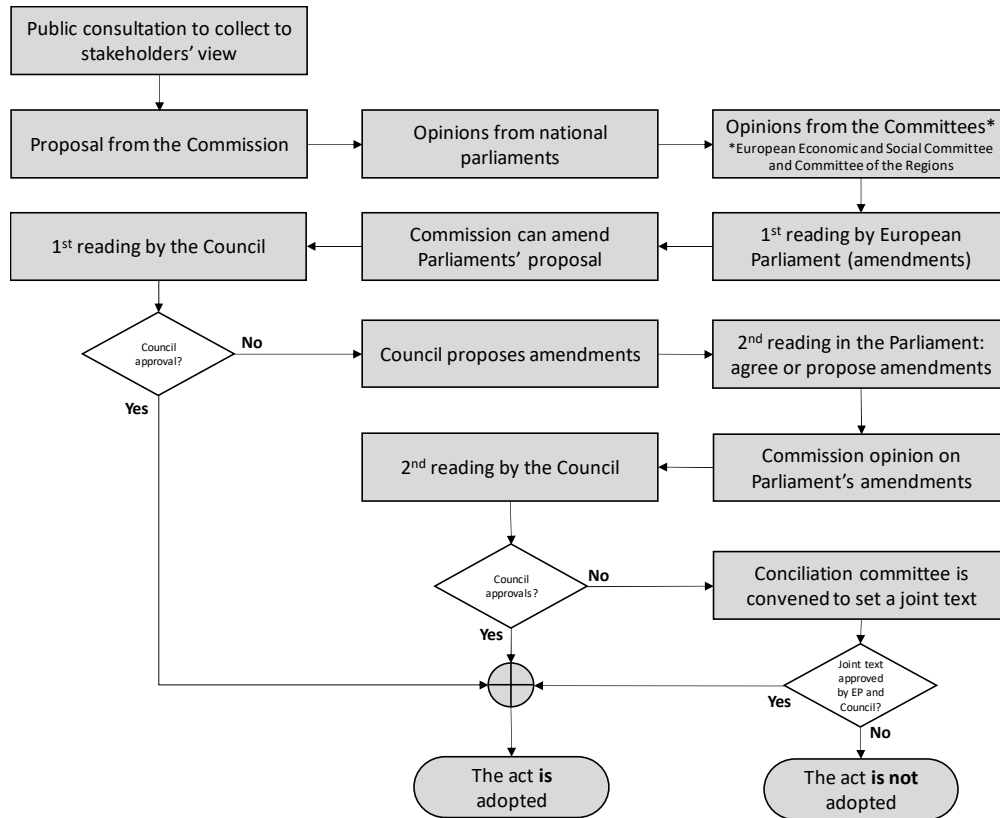 Public consultation to collect to
stakeholders' view
Proposal from the Commission
Opinions from national
parliaments
Opinions from the Committees*
*European Economic and Social Committee
and Committee of the Regions
1st reading by the Council
Commission can amend
Parliaments' proposal
1st reading by European
Parliament (amendments)
Council
approval?
No
Yes
Council proposes amendments
2nd reading in the Parliament:
agree or propose amendments
2nd reading by the Council
Commission opinion on
Parliament's amendments
Council
approvals?
No
Yes
Conciliation committee is
convened to set a joint text
Joint text
approved
by EP and
Council?
Yes
No
The act is
adopted
The act is not
adopted